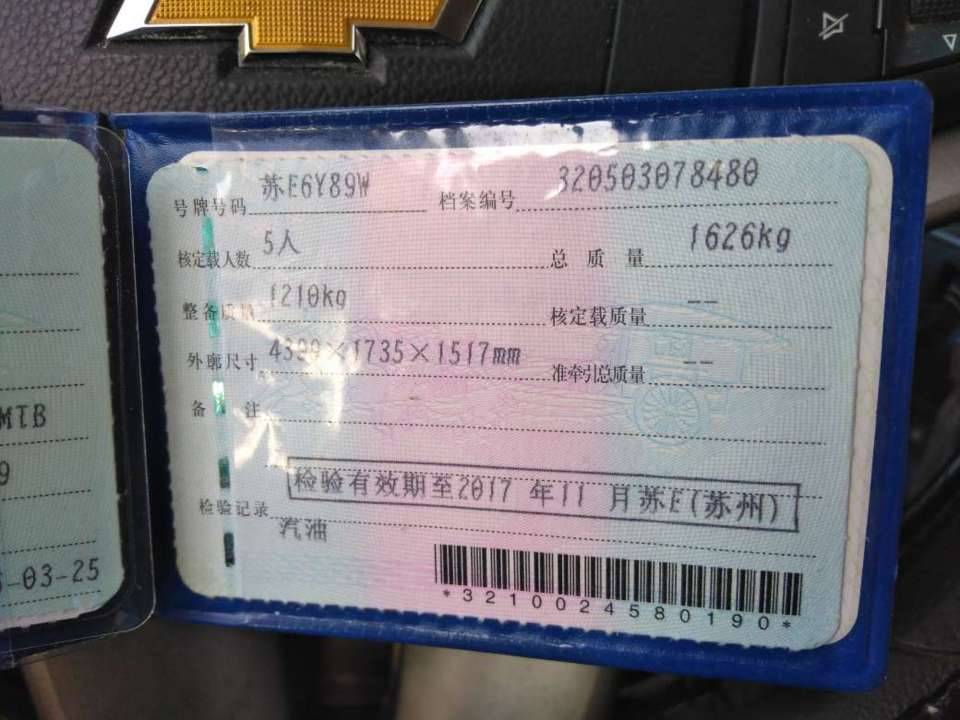 号牌号码 苏E6Y89W 档案编号 320503078480
核定载人数 5人 总质量 1626kg
整备质量 1210kg 核定载质量 --
外廓尺寸 ×1735×1517mm 准牵引总质量 --
备注
MTB
9
检验有效期至2017年11月苏E(苏州)
检验记录
汽油
-03-25
*3210024580190*